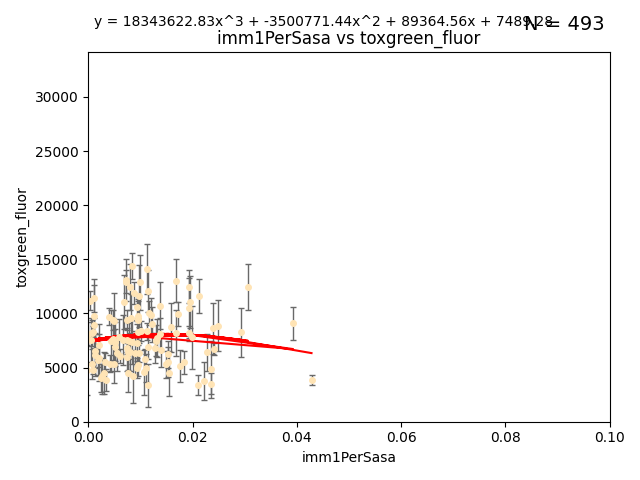 y = 18343622.83x^3 + -3500771.44x^2 + 89364.56x + 7489.28
N = 493
imm1PerSasa vs toxgreen_fluor
30000
25000
20000
15000
10000
5000
0
toxgreen_fluor
0.00 0.02 0.04 0.06 0.08 0.10
imm1PerSasa